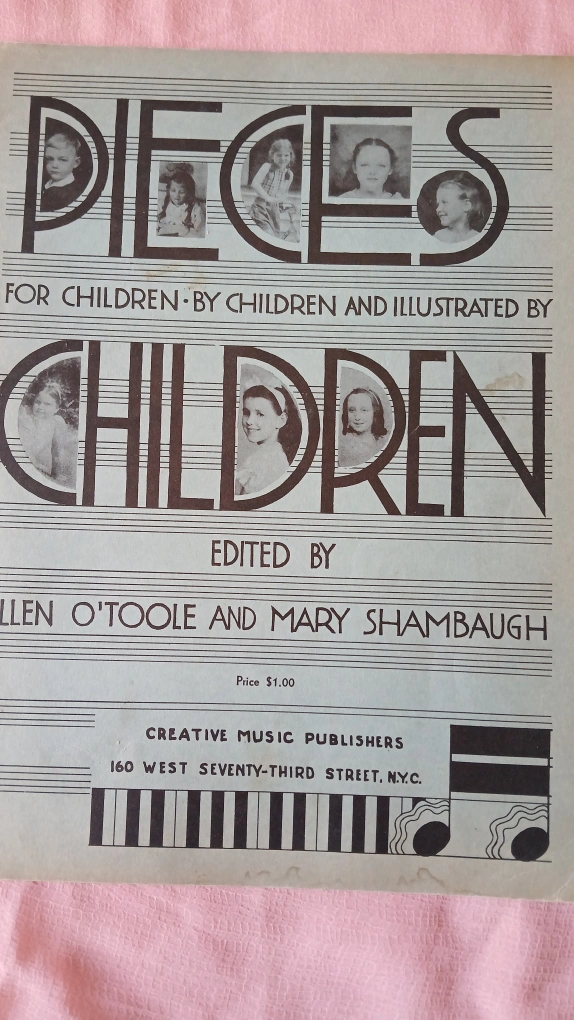 PIECES
FOR CHILDREN · BY CHILDREN AND ILLUSTRATED BY
CHILDREN
EDITED BY
LLEN O'TOOLE AND MARY SHAMBAUGH
Price $1.00
CREATIVE MUSIC PUBLISHERS
160 WEST SEVENTY-THIRD STREET, N.Y.C.